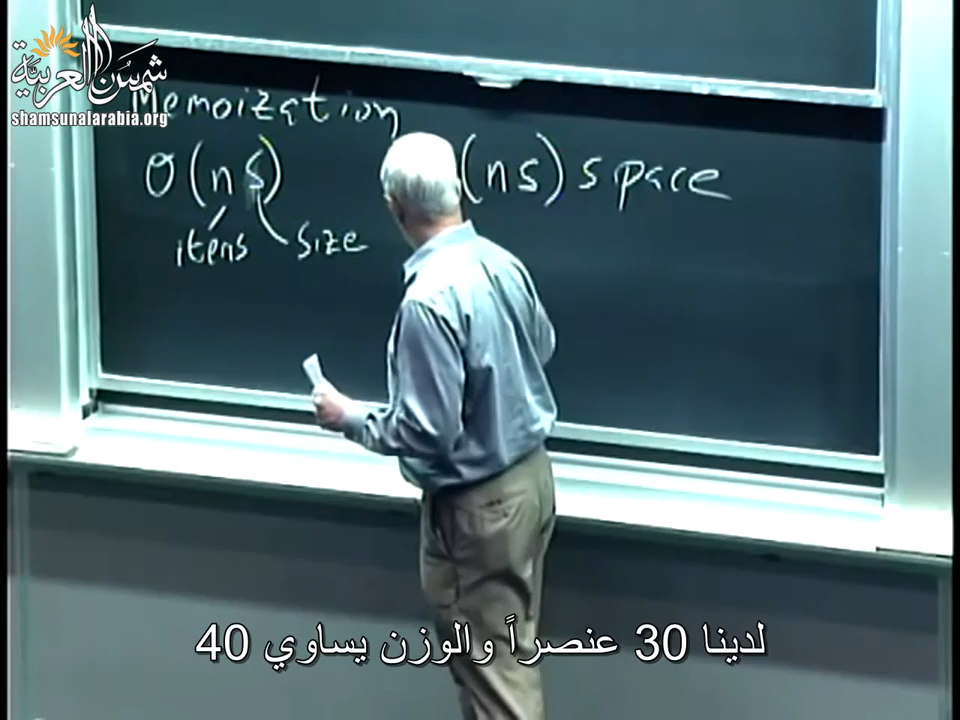 شمس العربية
shamsunalarabia.org
Memoization
O(ns) (ns) space
items size
لدينا 30 عنصراً والوزن يساوي 40